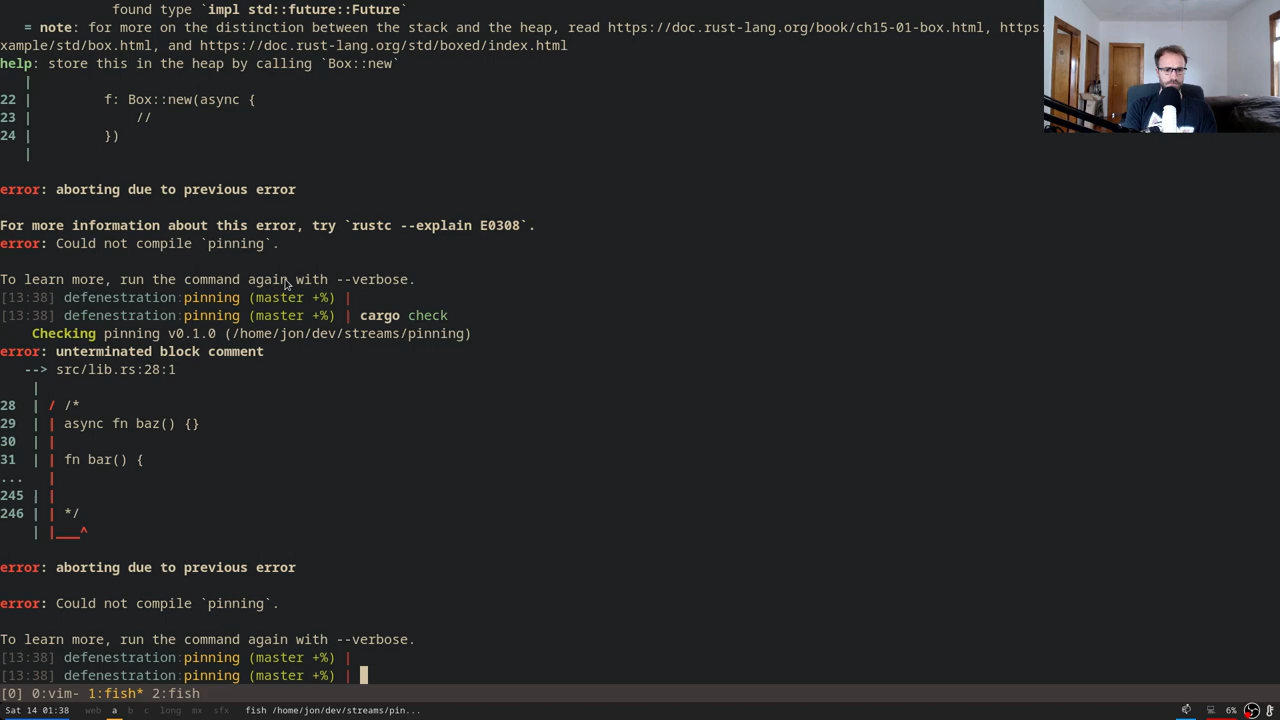 found type `impl std::future::Future`
= note: for more on the distinction between the stack and the heap, read https://doc.rust-lang.org/book/ch15-01-box.html, https:
xample/std/box.html, and https://doc.rust-lang.org/std/boxed/index.html
help: store this in the heap by calling `Box::new`
|
22 | f: Box::new(async {
23 | //
24 | })
|
error: aborting due to previous error
For more information about this error, try `rustc --explain E0308`.
error: Could not compile `pinning`.
To learn more, run the command again with --verbose.
[13:38] defenestration:pinning (master +%) |
[13:38] defenestration:pinning (master +%) | cargo check
Checking pinning v0.1.0 (/home/jon/dev/streams/pinning)
error: unterminated block comment
--> src/lib.rs:28:1
|
28 | / /*
29 | | async fn baz() {}
30 | |
31 | | fn bar() {
... |
245 | |
246 | | */
| |___^
error: aborting due to previous error
error: Could not compile `pinning`.
To learn more, run the command again with --verbose.
[13:38] defenestration:pinning (master +%) |
[13:38] defenestration:pinning (master +%) |
[0] 0:vim- 1:fish* 2:fish
Sat 14 01:38 web a b c long mx sfx fish /home/jon/dev/streams/pin... 6%